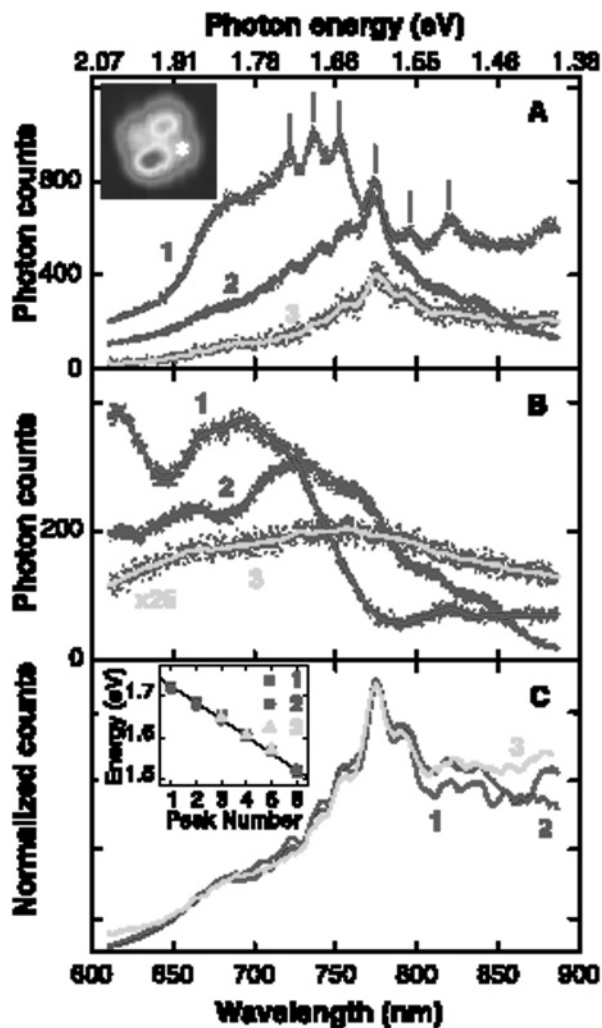 Photon energy (eV)
2.07 1.91 1.78 1.66 1.55 1.46 1.38
A
*
800
1
Photon counts
400
2
3
0
1
B
2
Photon counts
200
x25
3
0
1.7
1
C
2
Energy (eV)
1.6
3
1.5
1 2 3 4 5 6
Peak Number
3
Normalized counts
1
2
600 650 700 750 800 850 900
Wavelength (nm)